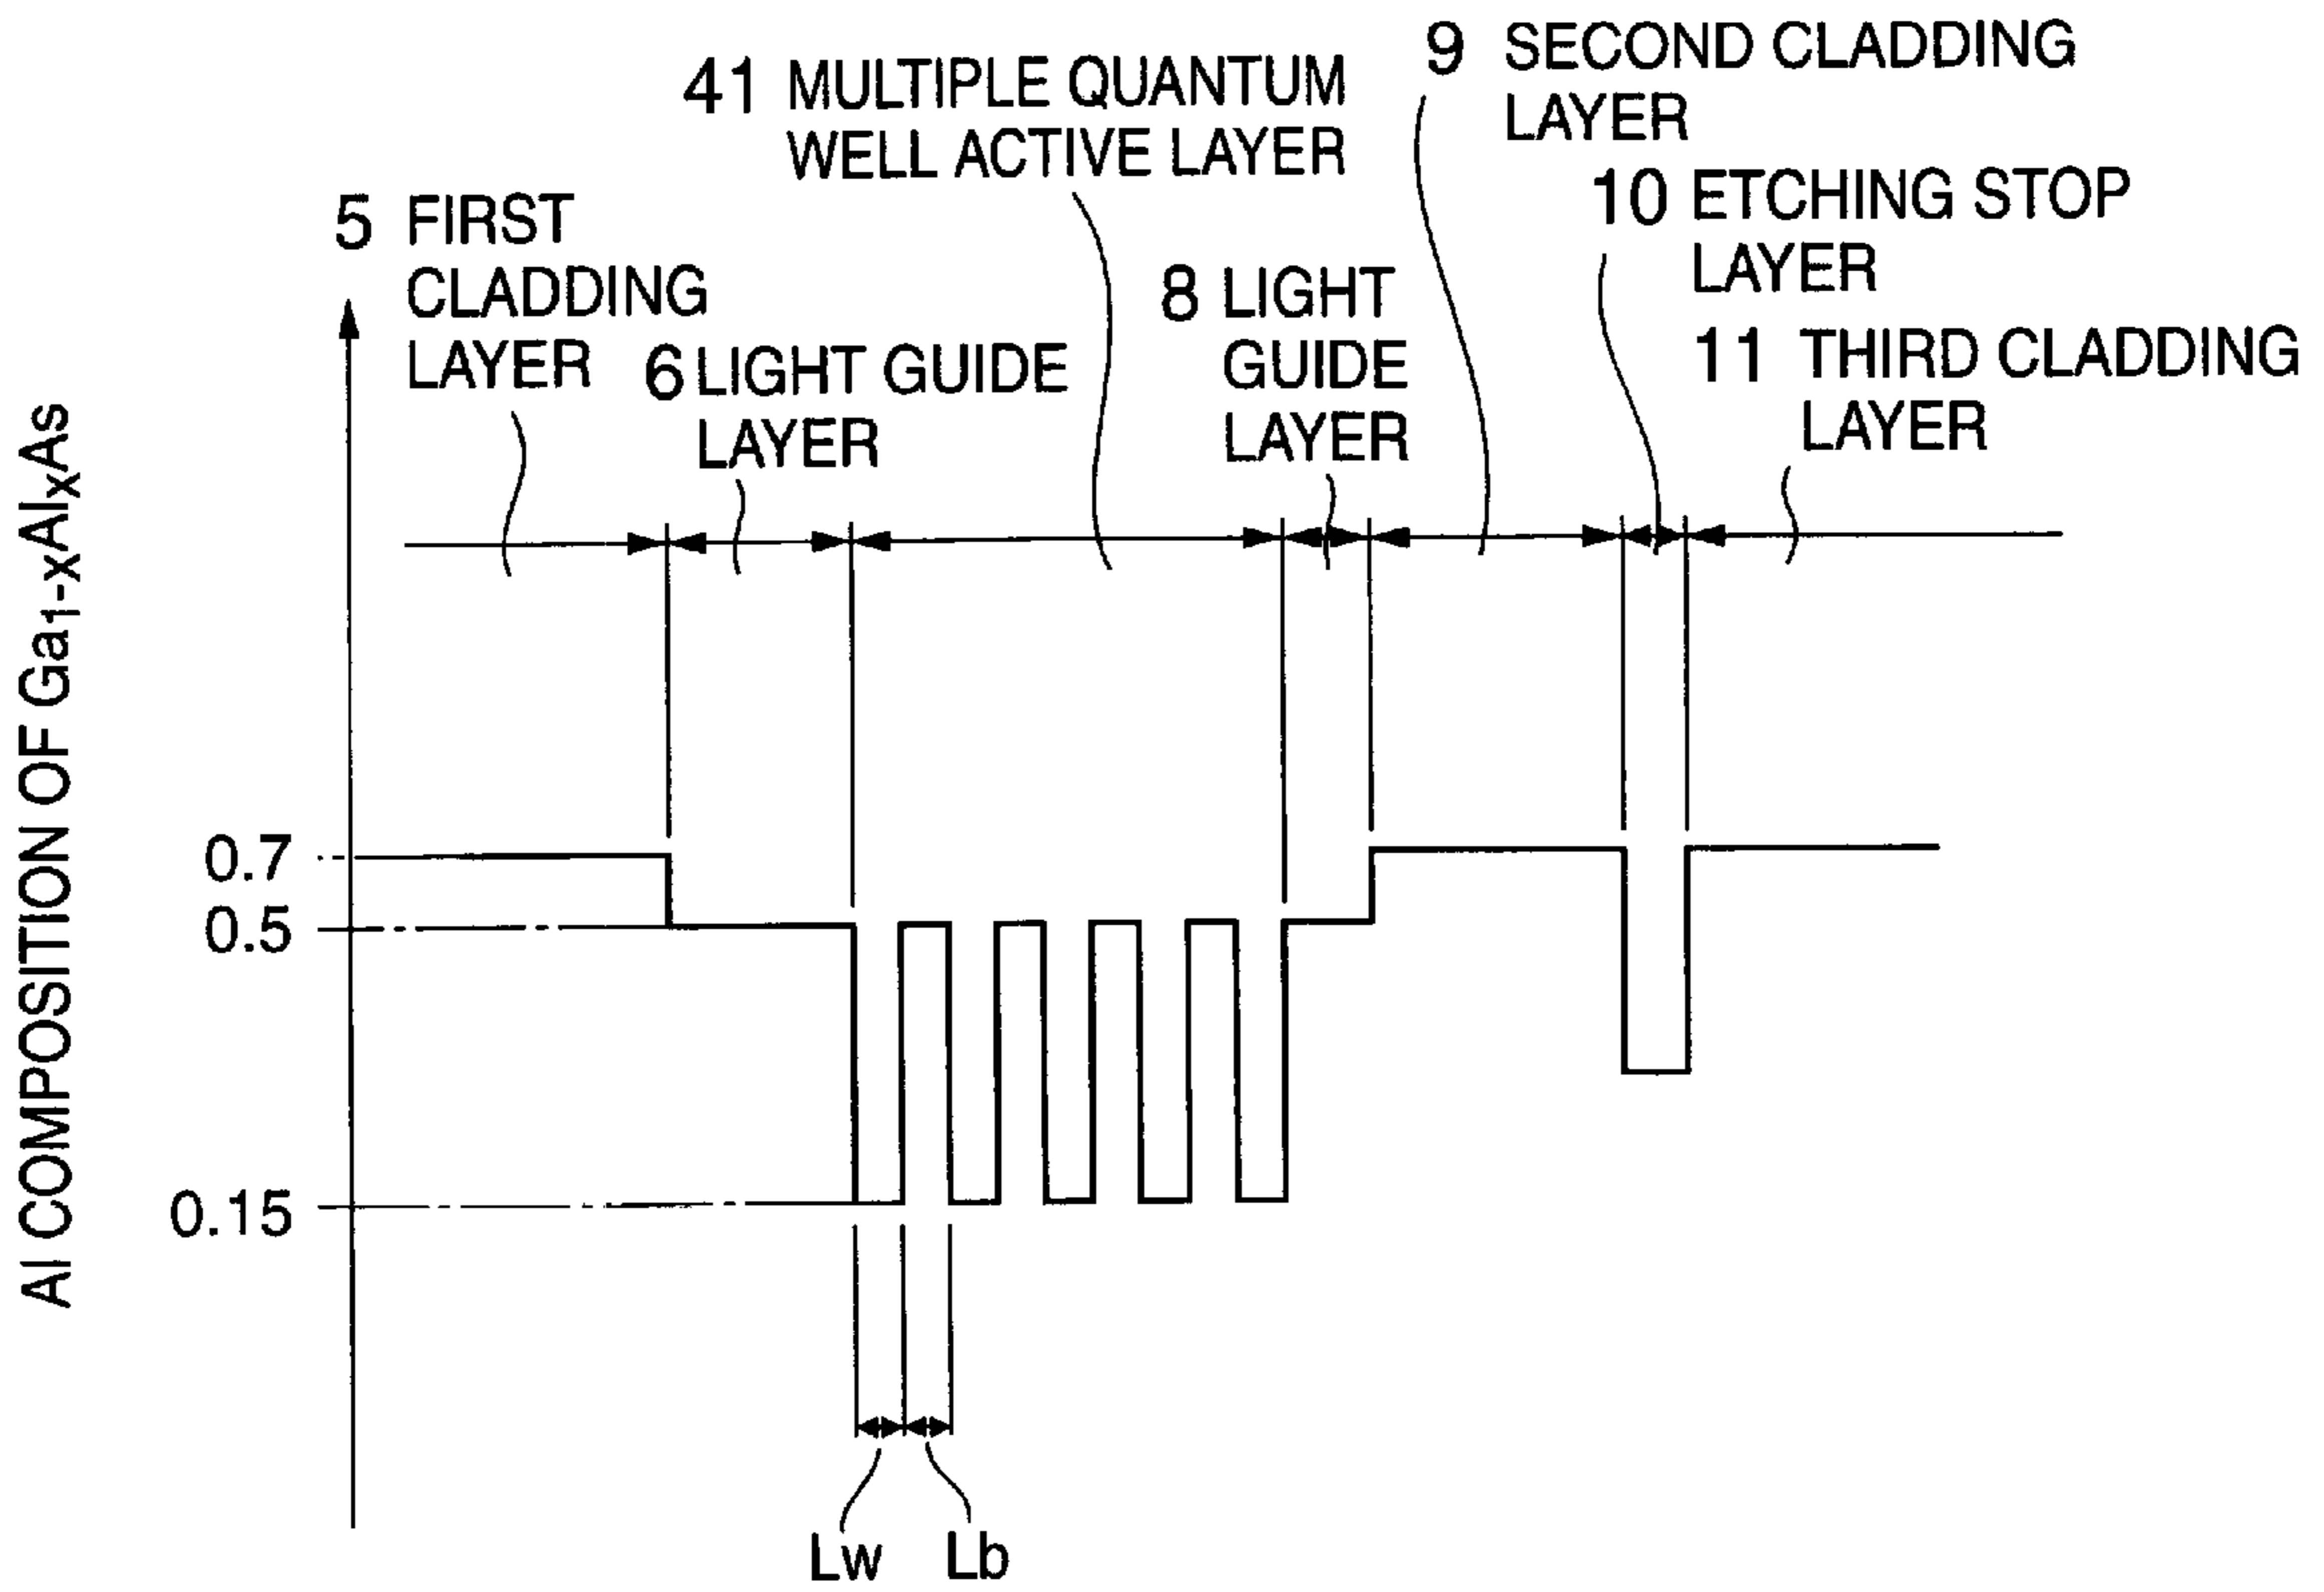 9 SECOND CLADDING
LAYER
41 MULTIPLE QUANTUM
WELL ACTIVE LAYER
10 ETCHING STOP
LAYER
5 FIRST
CLADDING
LAYER
8 LIGHT
GUIDE
LAYER
11 THIRD CLADDING
LAYER
6 LIGHT GUIDE
LAYER
Al COMPOSITION OF Ga1-xAlxAs
0.7
0.5
0.15
Lw
Lb